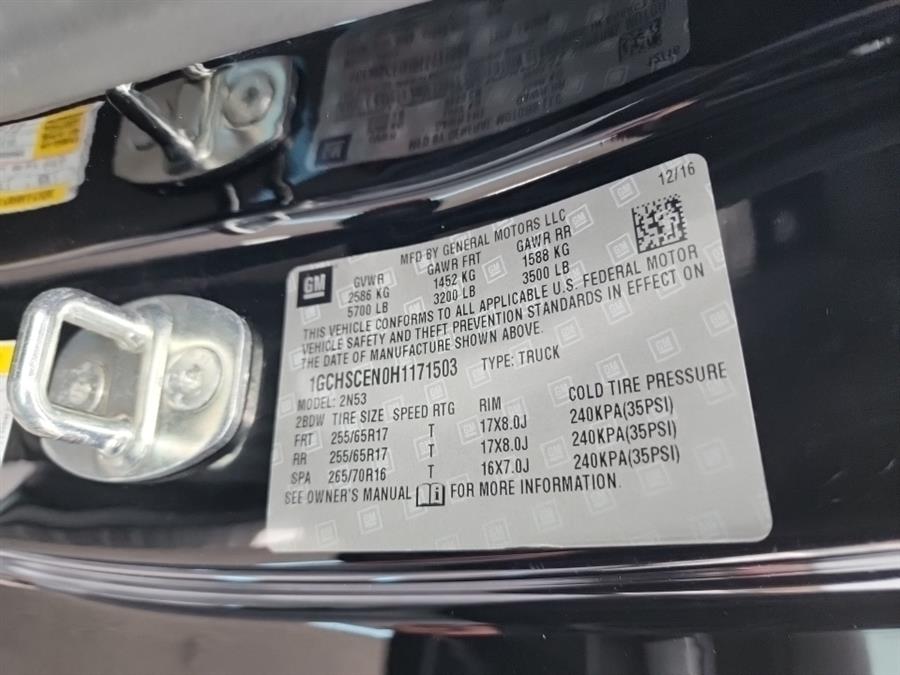 12/16
MFD BY GENERAL MOTORS LLC
GM
GVWR GAWR FRT GAWR RR
2586 KG 1452 KG 1588 KG
5700 LB 3200 LB 3500 LB
THIS VEHICLE CONFORMS TO ALL APPLICABLE U.S. FEDERAL MOTOR
VEHICLE SAFETY AND THEFT PREVENTION STANDARDS IN EFFECT ON
THE DATE OF MANUFACTURE SHOWN ABOVE.
1GCHSCEN0H1171503 TYPE: TRUCK
MODEL: 2N53
2BDW TIRE SIZE SPEED RTG RIM COLD TIRE PRESSURE
FRT 255/65R17 T 17X8.0J 240KPA(35PSI)
RR 255/65R17 T 17X8.0J 240KPA(35PSI)
SPA 265/70R16 T 16X7.0J 240KPA(35PSI)
SEE OWNER'S MANUAL FOR MORE INFORMATION.